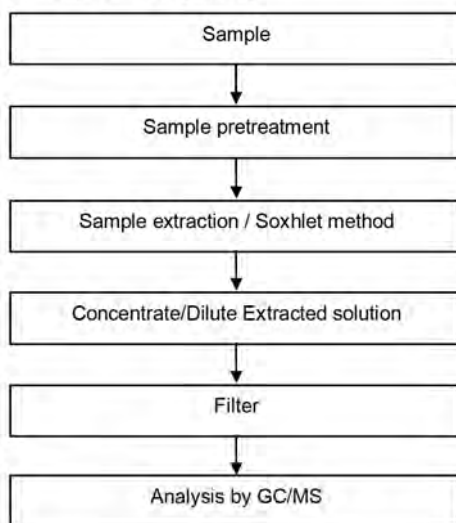 Sample
Sample pretreatment
Sample extraction / Soxhlet method
Concentrate/Dilute Extracted solution
Filter
Analysis by GC/MS